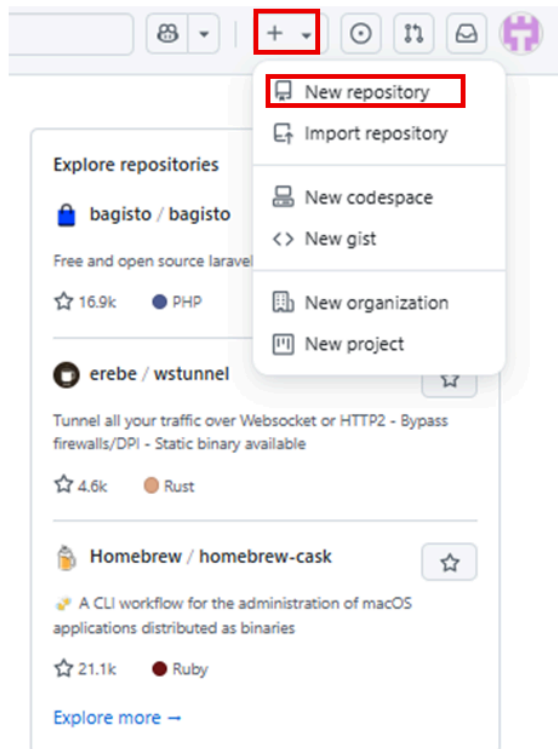 New repository
Import repository
New codespace
New gist
New organization
New project
Explore repositories
bagisto / bagisto
Free and open source laravel
16.9k PHP
erebe / wstunnel
Tunnel all your traffic over Websocket or HTTP2 - Bypass
firewalls/DPI - Static binary available
4.6k Rust
Homebrew / homebrew-cask
A CLI workflow for the administration of macOS
applications distributed as binaries
21.1k Ruby
Explore more →